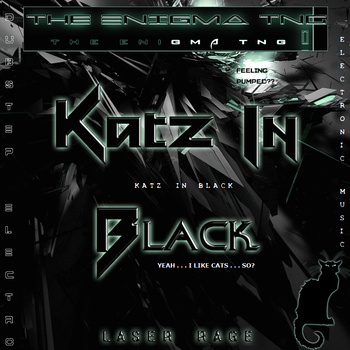 THE ENIGMA TNG
THE ENIGMA TNG
FEELING
PUMPED??
Katz In
KATZ IN BLACK
Black
YEAH . . . I LIKE CATS . . . SO?
LASER RAGE
DUBSTEP ELECTRO
ELECTRONIC MUSIC